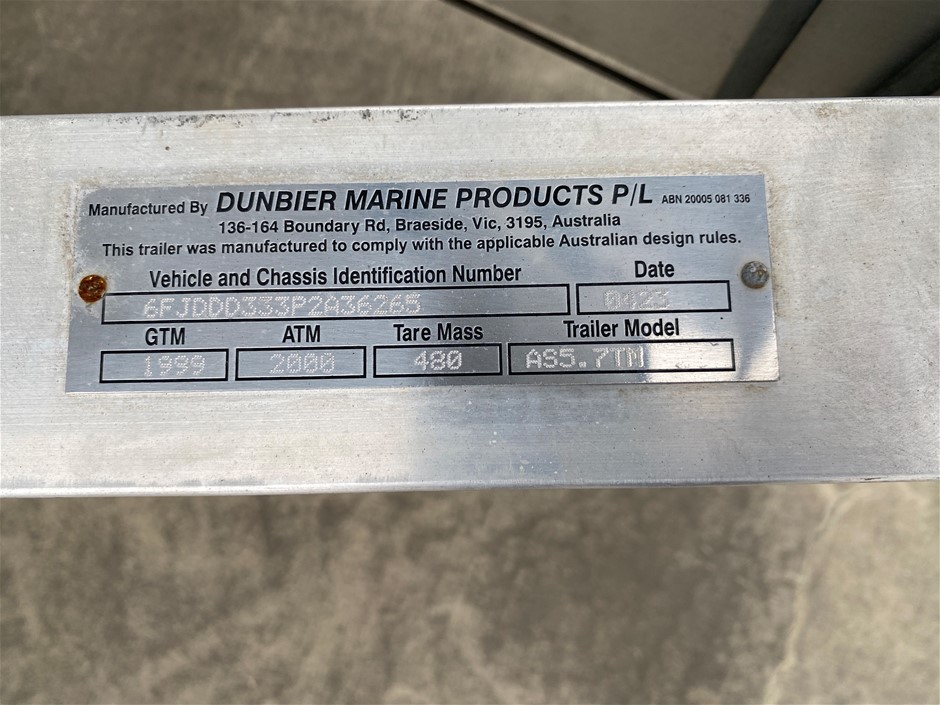 Manufactured By DUNBIER MARINE PRODUCTS P/L ABN 20005 081 336
136-164 Boundary Rd, Braeside, Vic, 3195, Australia
This trailer was manufactured to comply with the applicable Australian design rules.
Vehicle and Chassis Identification Number Date
6FJDDD333P2A36265 0423
GTM ATM Tare Mass Trailer Model
1999 2000 480 AS5.7TN